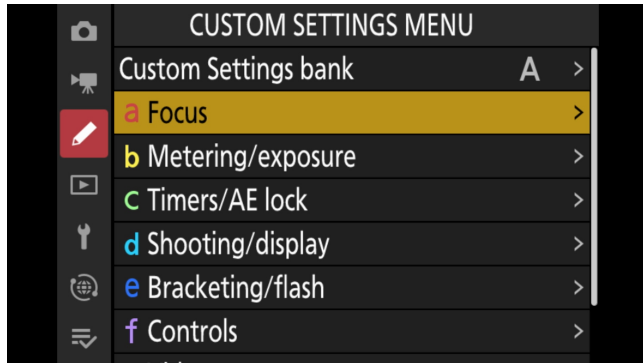 CUSTOM SETTINGS MENU
Custom Settings bank A >
a Focus >
b Metering/exposure >
c Timers/AE lock >
d Shooting/display >
e Bracketing/flash >
f Controls >